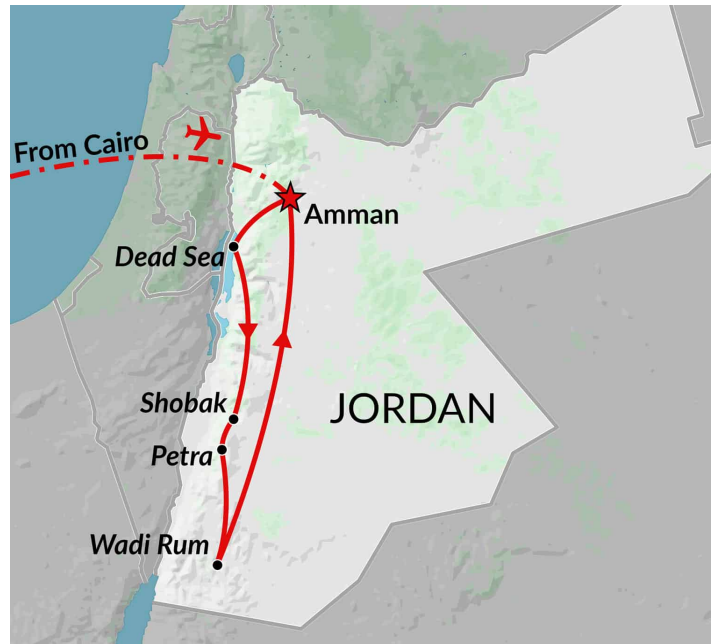 From Cairo
Amman
Dead Sea
Shobak
JORDAN
Petra
Wadi Rum